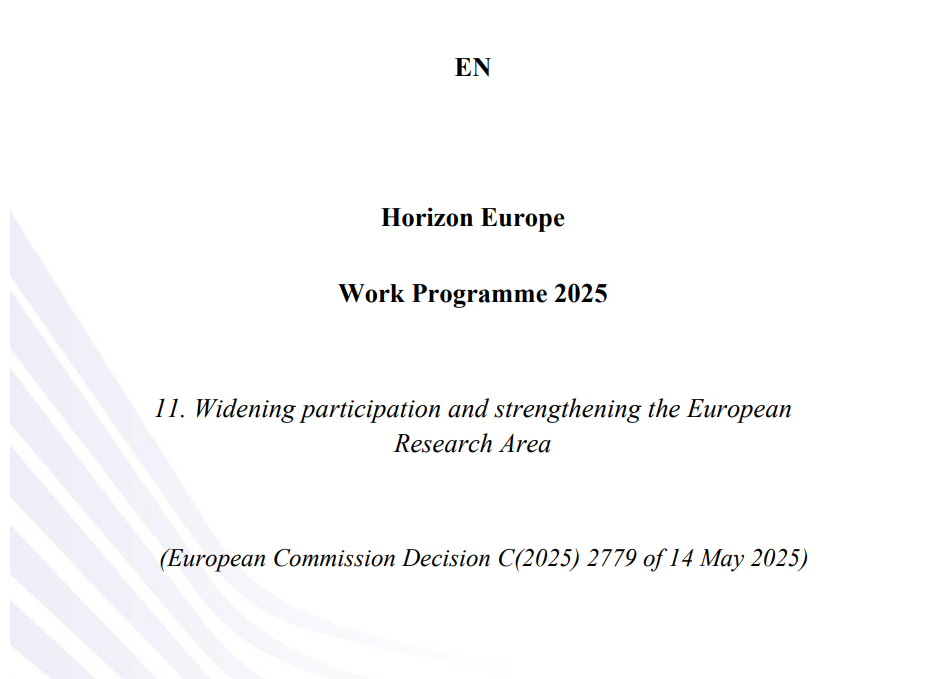 EN
Horizon Europe
Work Programme 2025
11. Widening participation and strengthening the European
Research Area
(European Commission Decision C(2025) 2779 of 14 May 2025)